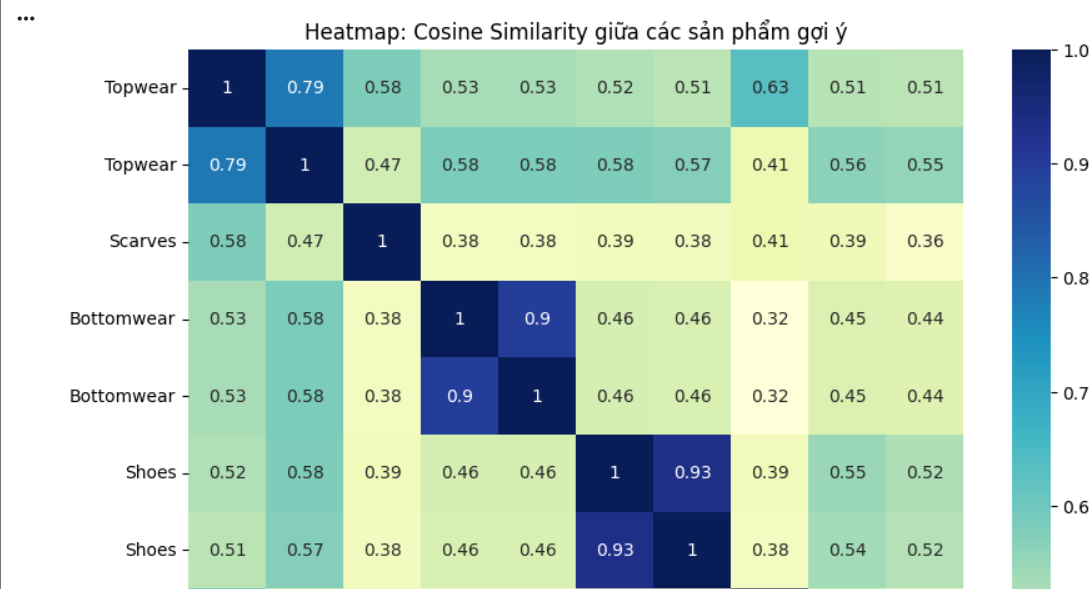 ...
Heatmap: Cosine Similarity giữa các sản phẩm gợi ý
1.0
Topwear 1 0.79 0.58 0.53 0.53 0.52 0.51 0.63 0.51 0.51
Topwear 0.79 1 0.47 0.58 0.58 0.58 0.57 0.41 0.56 0.55
0.9
Scarves 0.58 0.47 1 0.38 0.38 0.39 0.38 0.41 0.39 0.36
0.8
Bottomwear 0.53 0.58 0.38 1 0.9 0.46 0.46 0.32 0.45 0.44
Bottomwear 0.53 0.58 0.38 0.9 1 0.46 0.46 0.32 0.45 0.44
0.7
Shoes 0.52 0.58 0.39 0.46 0.46 1 0.93 0.39 0.55 0.52
0.6
Shoes 0.51 0.57 0.38 0.46 0.46 0.93 1 0.38 0.54 0.52